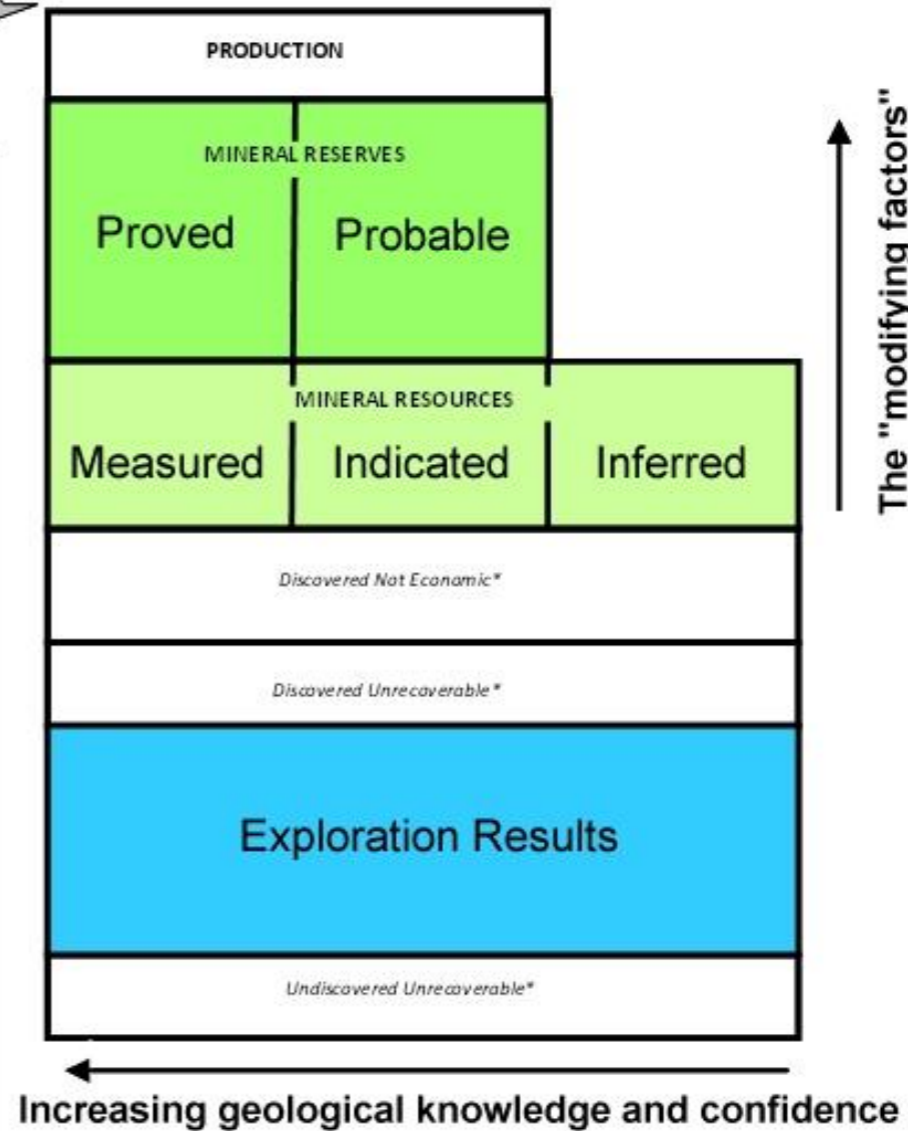 PRODUCTION
MINERAL RESERVES
Proved Probable
MINERAL RESOURCES
Measured Indicated Inferred
Discovered Not Economic*
Discovered Unrecoverable*
Exploration Results
Undiscovered Unrecoverable*
Increasing geological knowledge and confidence
The "modifying factors"